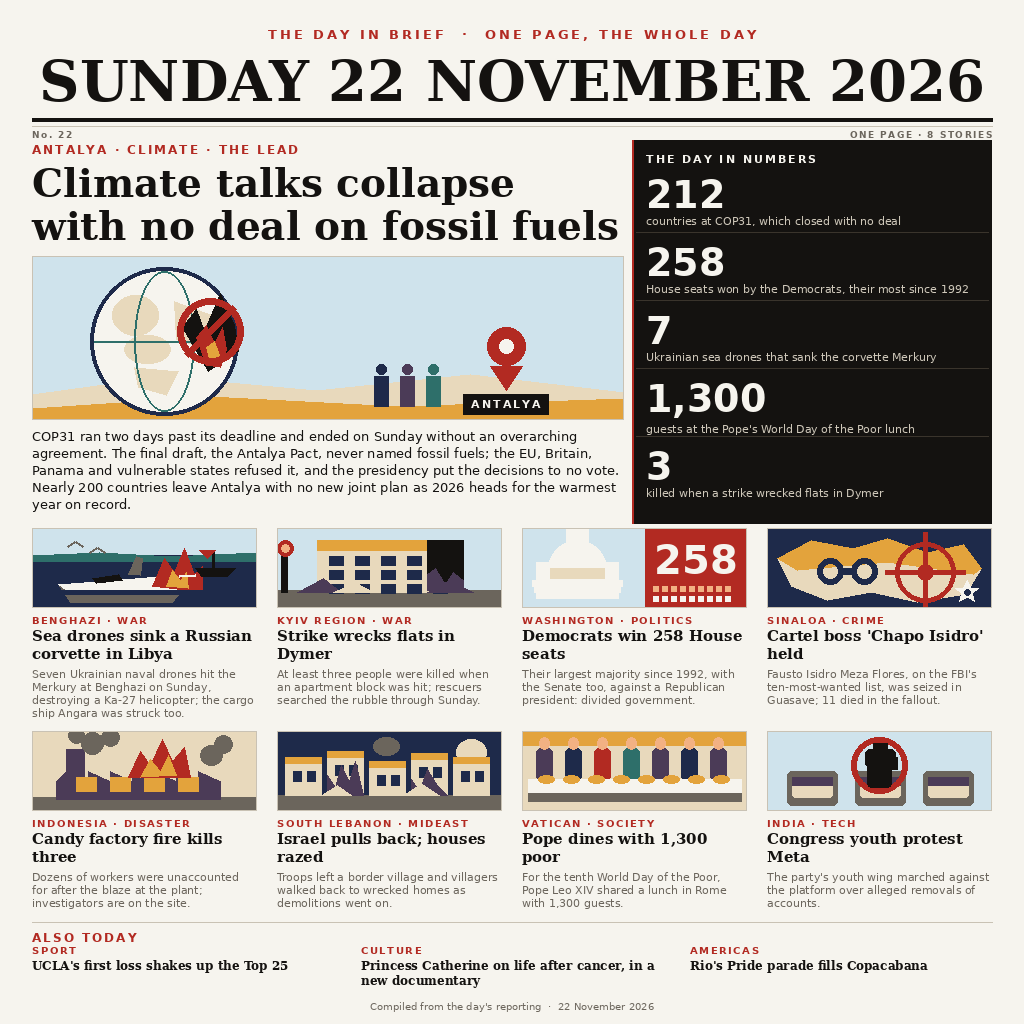 THE DAY IN BRIEF · ONE PAGE, THE WHOLE DAY
SUNDAY 22 NOVEMBER 2026
No. 22
ONE PAGE · 8 STORIES
ANTALYA · CLIMATE · THE LEAD
Climate talks collapse
with no deal on fossil fuels
ANTALYA
COP31 ran two days past its deadline and ended on Sunday without an overarching
agreement. The final draft, the Antalya Pact, never named fossil fuels; the EU, Britain,
Panama and vulnerable states refused it, and the presidency put the decisions to no vote.
Nearly 200 countries leave Antalya with no new joint plan as 2026 heads for the warmest
year on record.
THE DAY IN NUMBERS
212
countries at COP31, which closed with no deal
258
House seats won by the Democrats, their most since 1992
7
Ukrainian sea drones that sank the corvette Merkury
1,300
guests at the Pope's World Day of the Poor lunch
3
killed when a strike wrecked flats in Dymer
BENGHAZI · WAR
Sea drones sink a Russian
corvette in Libya
Seven Ukrainian naval drones hit the
Merkury at Benghazi on Sunday,
destroying a Ka-27 helicopter; the cargo
ship Angara was struck too.
KYIV REGION · WAR
Strike wrecks flats in
Dymer
At least three people were killed when
an apartment block was hit; rescuers
searched the rubble through Sunday.
258
WASHINGTON · POLITICS
Democrats win 258 House
seats
Their largest majority since 1992, with
the Senate too, against a Republican
president: divided government.
SINALOA · CRIME
Cartel boss 'Chapo Isidro'
held
Fausto Isidro Meza Flores, on the FBI's
ten-most-wanted list, was seized in
Guasave; 11 died in the fallout.
INDONESIA · DISASTER
Candy factory fire kills
three
Dozens of workers were unaccounted
for after the blaze at the plant;
investigators are on the site.
SOUTH LEBANON · MIDEAST
Israel pulls back; houses
razed
Troops left a border village and villagers
walked back to wrecked homes as
demolitions went on.
VATICAN · SOCIETY
Pope dines with 1,300
poor
For the tenth World Day of the Poor,
Pope Leo XIV shared a lunch in Rome
with 1,300 guests.
INDIA · TECH
Congress youth protest
Meta
The party's youth wing marched against
the platform over alleged removals of
accounts.
ALSO TODAY
SPORT
UCLA's first loss shakes up the Top 25
CULTURE
Princess Catherine on life after cancer, in a
new documentary
AMERICAS
Rio's Pride parade fills Copacabana
Compiled from the day's reporting · 22 November 2026